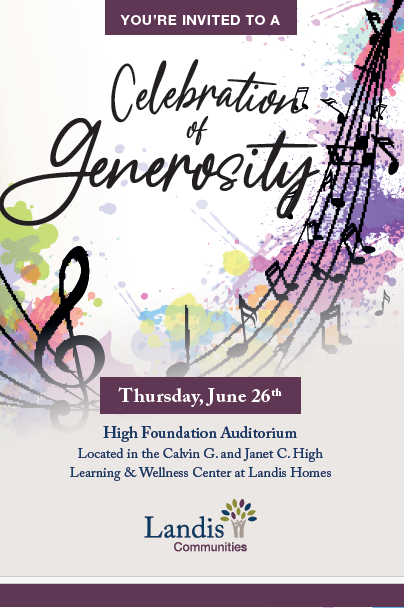 YOU'RE INVITED TO A
Celebration
of
Generosity
Thursday, June 26th
High Foundation Auditorium
Located in the Calvin G. and Janet C. High
Learning & Wellness Center at Landis Homes
Landis
Communities